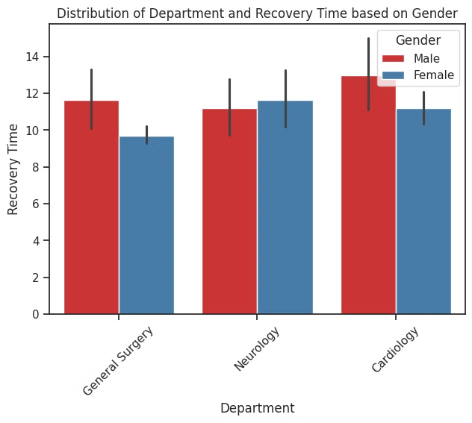 Distribution of Department and Recovery Time based on Gender
Gender
Male
Female
14
12
10
8
6
4
2
0
Recovery Time
General Surgery
Neurology
Cardiology
Department